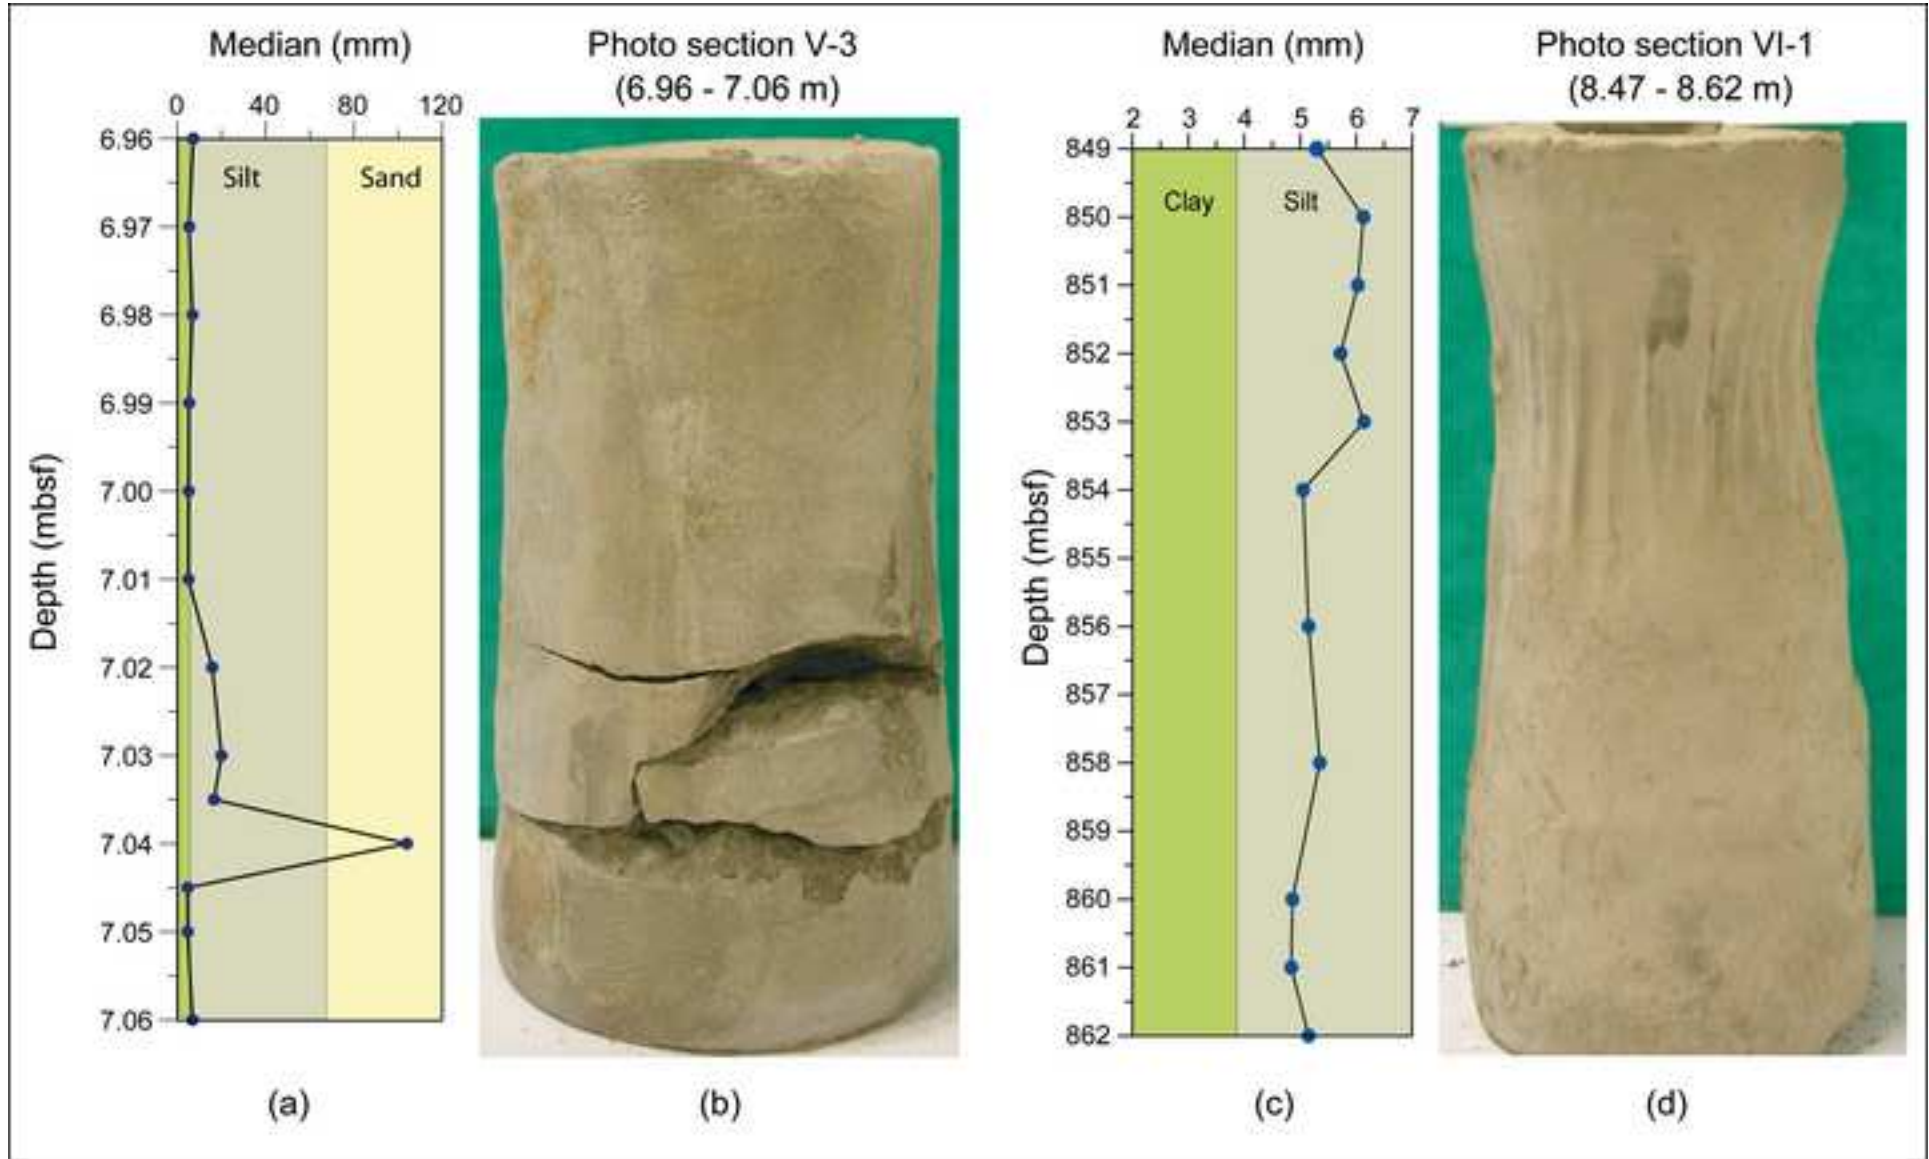 Median (mm)
0 40 80 120
6.96
6.97
6.98
6.99
7.00
7.01
7.02
7.03
7.04
7.05
7.06
Depth (mbsf)
Silt
Sand
(a)
Photo section V-3
(6.96 - 7.06 m)
(b)
Median (mm)
2 3 4 5 6 7
849
850
851
852
853
854
855
856
857
858
859
860
861
862
Depth (mbsf)
Clay
Silt
(c)
Photo section VI-1
(8.47 - 8.62 m)
(d)